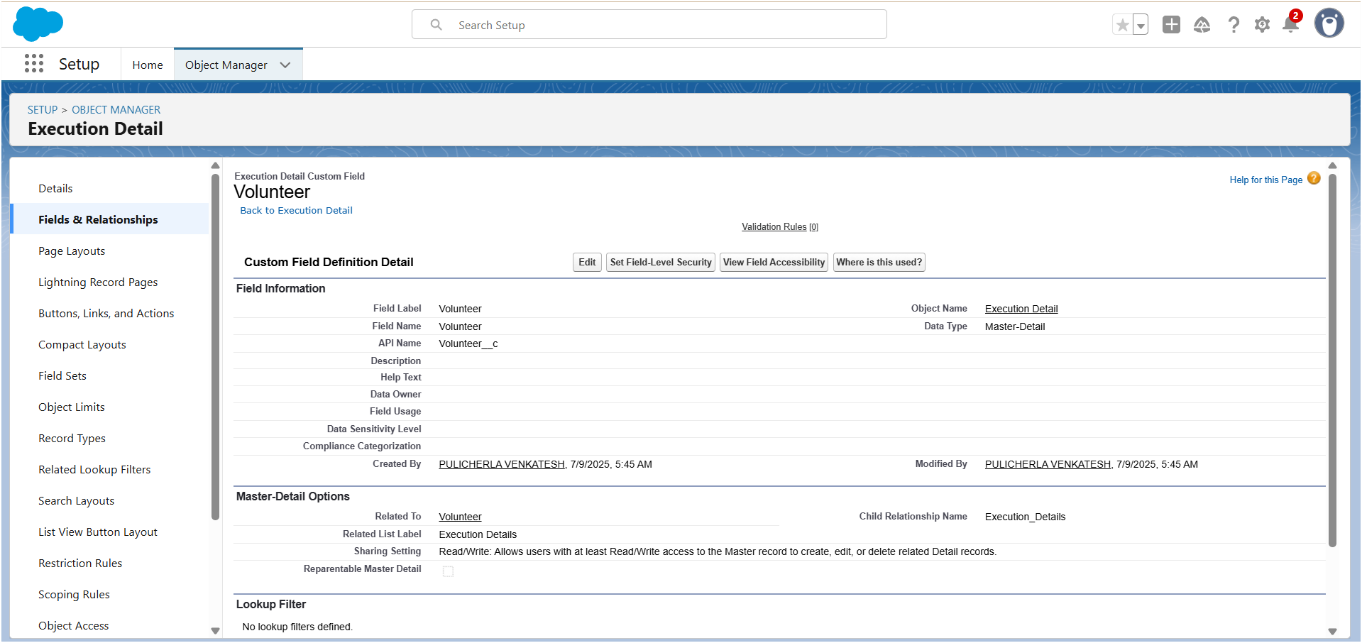 Search Setup
2
Setup
Home
Object Manager
SETUP > OBJECT MANAGER
Execution Detail
Details
Fields & Relationships
Page Layouts
Lightning Record Pages
Buttons, Links, and Actions
Compact Layouts
Field Sets
Object Limits
Record Types
Related Lookup Filters
Search Layouts
List View Button Layout
Restriction Rules
Scoping Rules
Object Access
Execution Detail Custom Field
Volunteer
Help for this Page ?
Back to Execution Detail
Validation Rules [0]
Custom Field Definition Detail Edit Set Field-Level Security View Field Accessibility Where is this used?
Field Information
Field Label Volunteer Object Name Execution Detail
Field Name Volunteer Data Type Master-Detail
API Name Volunteer__c
Description
Help Text
Data Owner
Field Usage
Data Sensitivity Level
Compliance Categorization
Created By PULICHERLA VENKATESH, 7/9/2025, 5:45 AM Modified By PULICHERLA VENKATESH, 7/9/2025, 5:45 AM
Master-Detail Options
Related To Volunteer Child Relationship Name Execution_Details
Related List Label Execution Details
Sharing Setting Read/Write: Allows users with at least Read/Write access to the Master record to create, edit, or delete related Detail records.
Reparentable Master Detail
Lookup Filter
No lookup filters defined.